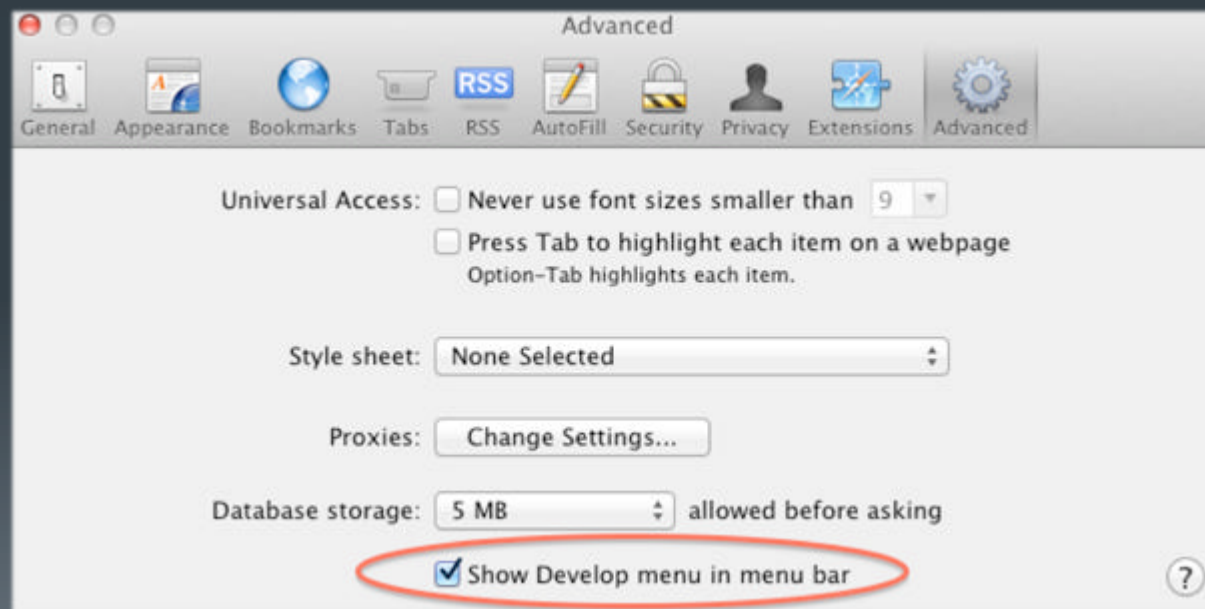 Advanced
RSS
General Appearance Bookmarks Tabs RSS AutoFill Security Privacy Extensions Advanced
Universal Access: Never use font sizes smaller than 9
Press Tab to highlight each item on a webpage
Option-Tab highlights each item.
Style sheet: None Selected
Proxies: Change Settings...
Database storage: 5 MB allowed before asking
Show Develop menu in menu bar ?